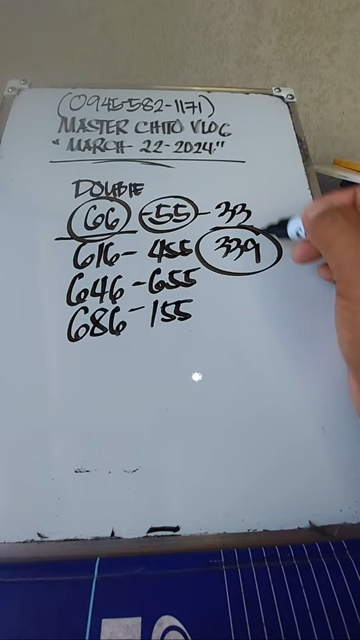 (0945-582-1171)
MASTER CHITO VLOG
"MARCH-22-2024"
DOUBLE
66 -55 - 33
616 - 455 339
646 - 655
686 - 155